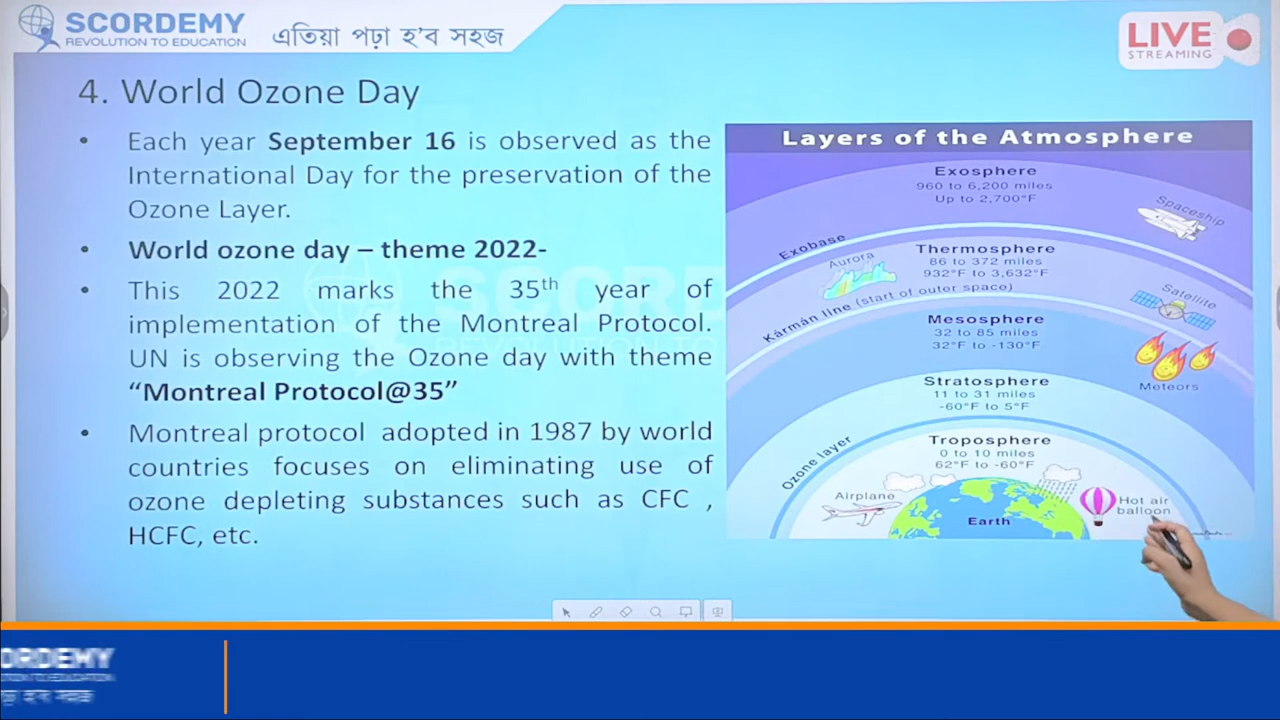 SCORDEMY
REVOLUTION TO EDUCATION
এতিয়া পঢ়া হ'ব সহজ
LIVE
STREAMING
4. World Ozone Day
• Each year September 16 is observed as the
International Day for the preservation of the
Ozone Layer.
• World ozone day – theme 2022-
• This 2022 marks the 35th year of
implementation of the Montreal Protocol.
UN is observing the Ozone day with theme
“Montreal Protocol@35”
• Montreal protocol adopted in 1987 by world
countries focuses on eliminating use of
ozone depleting substances such as CFC ,
HCFC, etc.
Layers of the Atmosphere
Exosphere
960 to 6,200 miles
Up to 2,700°F
Spaceship
Exobase
Thermosphere
86 to 372 miles
932°F to 3,632°F
Aurora
Kármán line (start of outer space)
Satellite
Mesosphere
32 to 85 miles
32°F to -130°F
Meteors
Stratosphere
11 to 31 miles
-60°F to 5°F
Ozone layer
Troposphere
0 to 10 miles
62°F to -60°F
Airplane
Hot air
balloon
Earth
ORDEMY